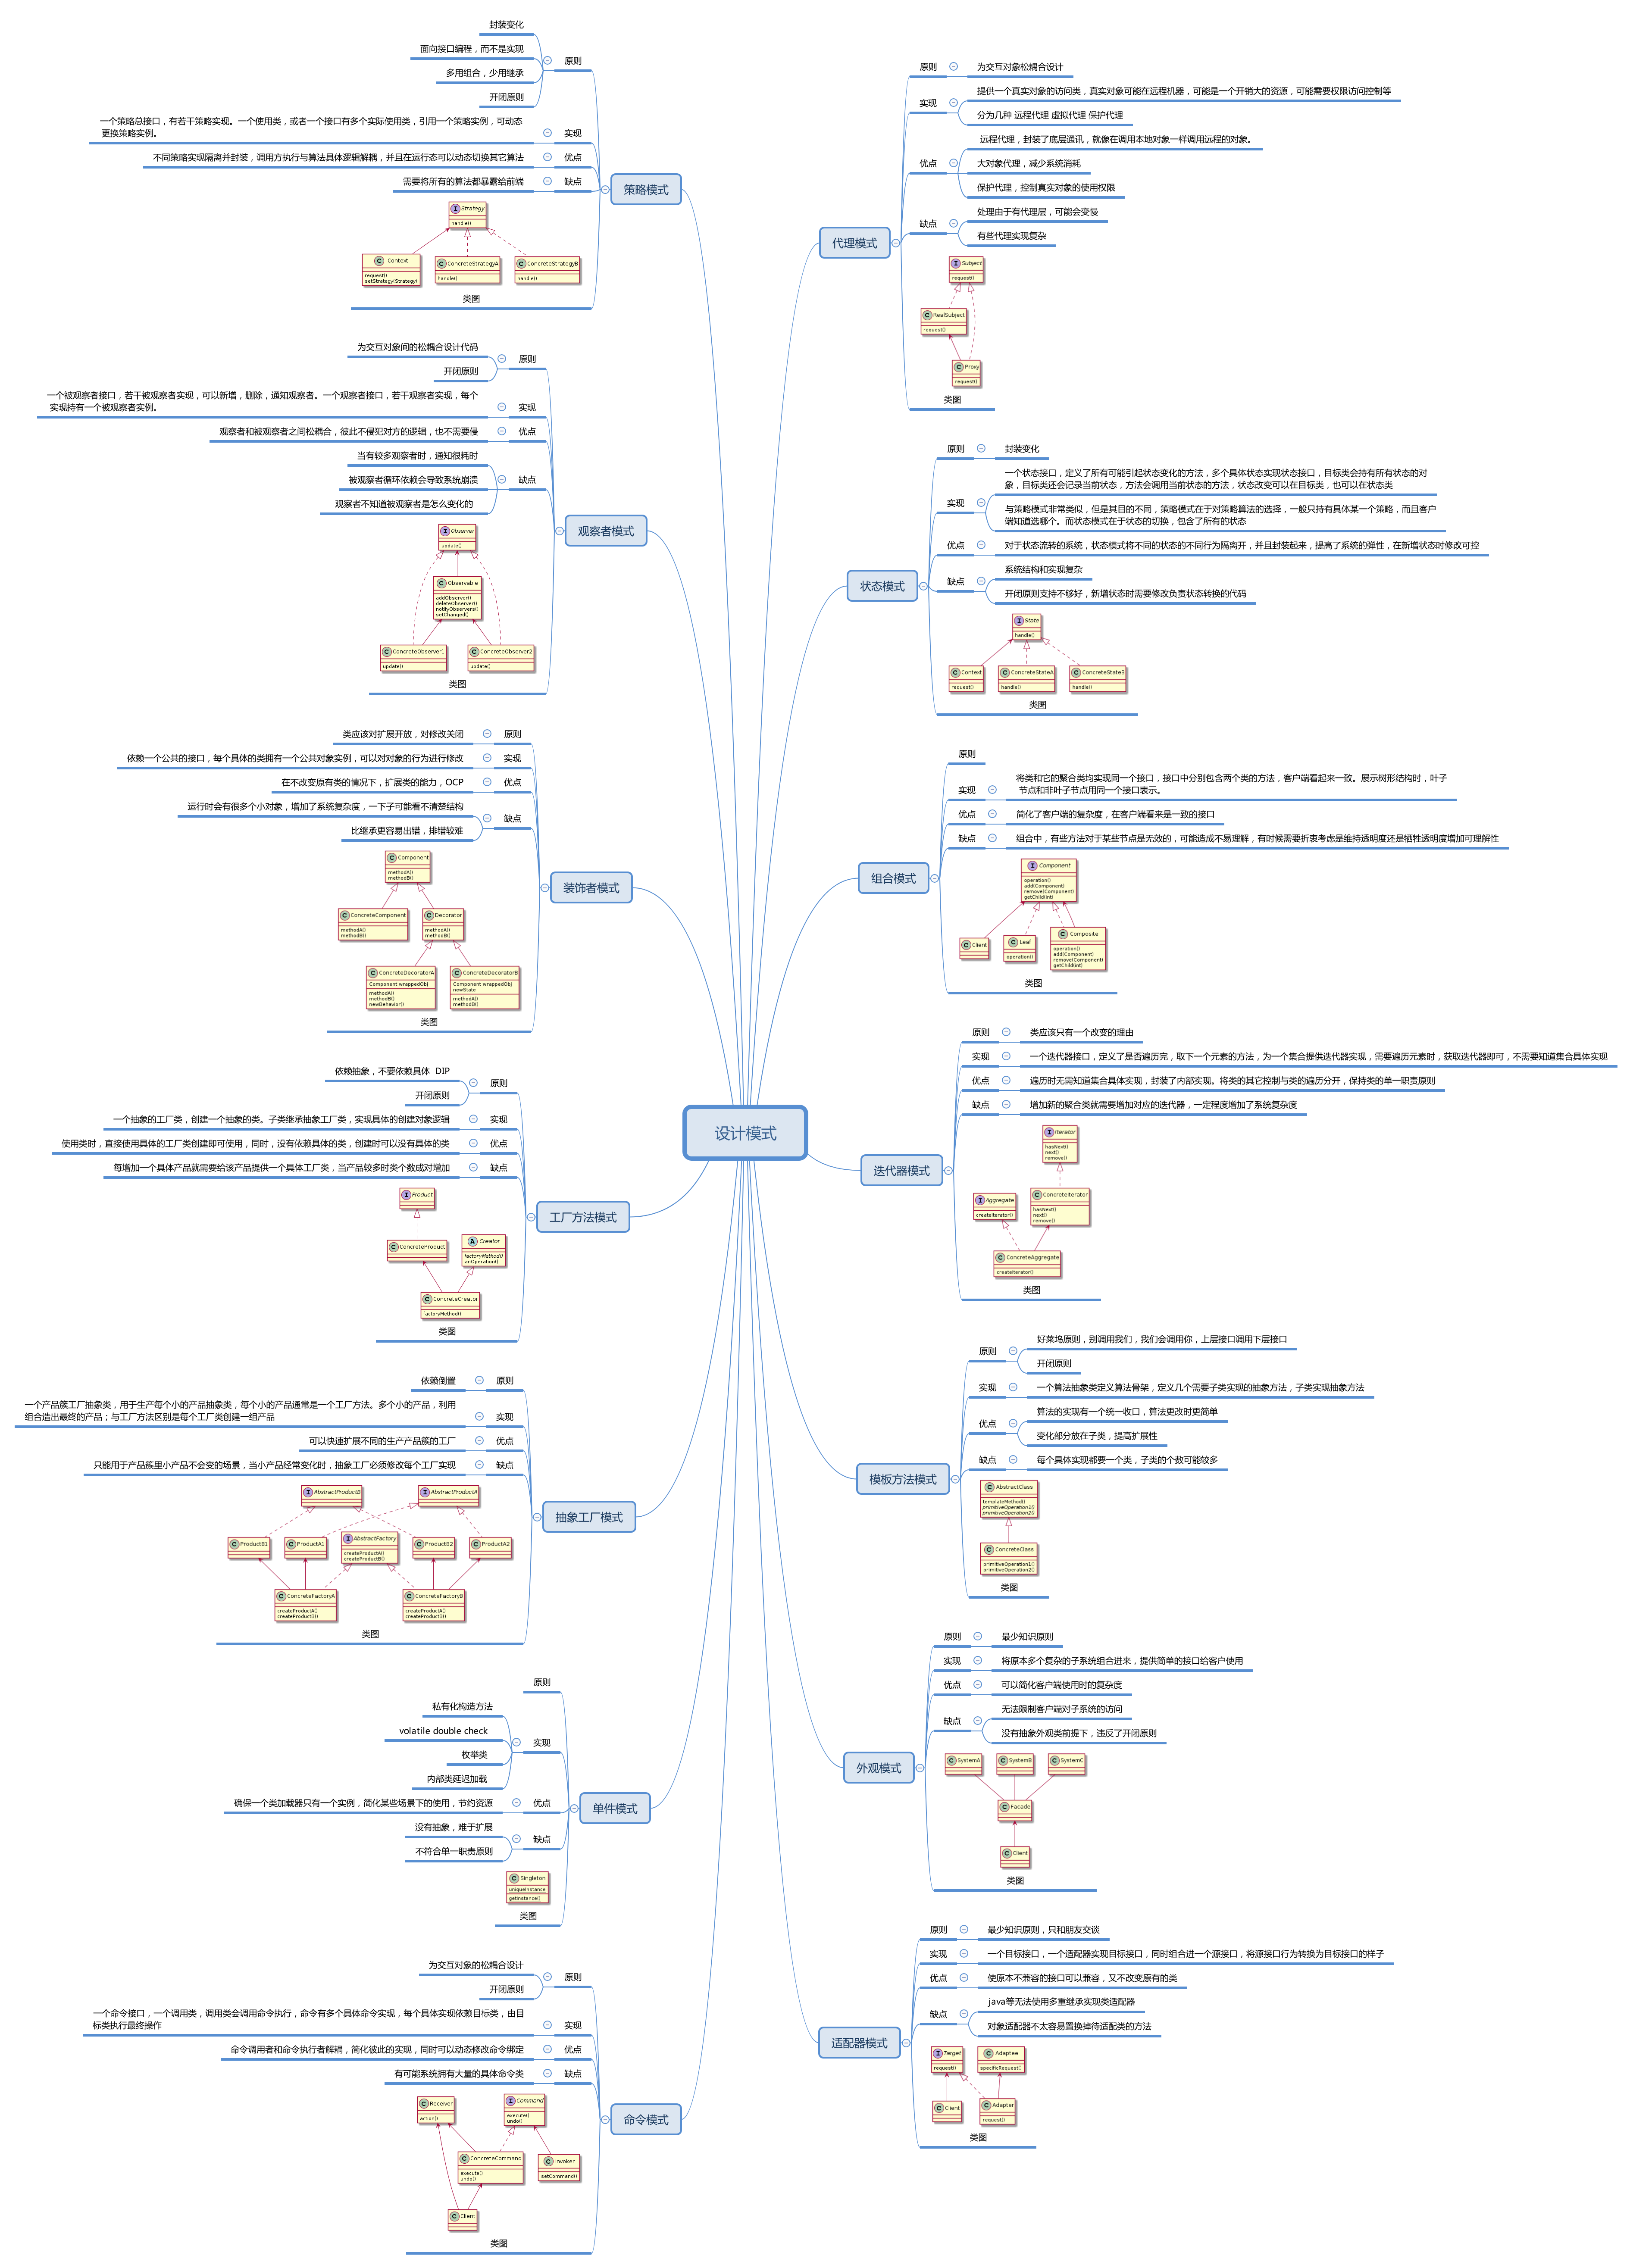 设计模式
策略模式
原则
封装变化
面向接口编程，而不是实现
多用组合，少用继承
开闭原则
实现
一个策略总接口，有若干策略实现。一个使用类，或者一个接口有多个实际使用类，引用一个策略实例，可动态
更换策略实例。
优点
不同策略实现隔离并封装，调用方执行与算法具体逻辑解耦，并且在运行态可以动态切换其它算法
缺点
需要将所有的算法都暴露给前端
I Strategy
handle()
C Context
request()
setStrategy(Strategy)
C ConcreteStrategyA
handle()
C ConcreteStrategyB
handle()
类图
观察者模式
原则
为交互对象间的松耦合设计代码
开闭原则
实现
一个被观察者接口，若干被观察者实现，可以新增，删除，通知观察者。一个观察者接口，若干观察者实现，每个
实现持有一个被观察者实例。
优点
观察者和被观察者之间松耦合，彼此不侵犯对方的逻辑，也不需要侵
缺点
当有较多观察者时，通知很耗时
被观察者循环依赖会导致系统崩溃
观察者不知道被观察者是怎么变化的
I Observer
update()
C Observable
addObserver()
deleteObserver()
notifyObservers()
setChanged()
C ConcreteObserver1
update()
C ConcreteObserver2
update()
类图
装饰者模式
原则
类应该对扩展开放，对修改关闭
实现
依赖一个公共的接口，每个具体的类拥有一个公共对象实例，可以对对象的行为进行修改
优点
在不改变原有类的情况下，扩展类的能力，OCP
缺点
运行时会有很多个小对象，增加了系统复杂度，一下子可能看不清楚结构
比继承更容易出错，排错较难
C Component
methodA()
methodB()
C ConcreteComponent
methodA()
methodB()
C Decorator
methodA()
methodB()
C ConcreteDecoratorA
Component wrappedObj
methodA()
methodB()
newBehavior()
C ConcreteDecoratorB
Component wrappedObj
newState
methodA()
methodB()
类图
工厂方法模式
原则
依赖抽象，不要依赖具体 DIP
开闭原则
实现
一个抽象的工厂类，创建一个抽象的类。子类继承抽象工厂类，实现具体的创建对象逻辑
优点
使用类时，直接使用具体的工厂类创建即可使用，同时，没有依赖具体的类，创建时可以没有具体的类
缺点
每增加一个具体产品就需要给该产品提供一个具体工厂类，当产品较多时类个数成对增加
I Product
C ConcreteProduct
A Creator
factoryMethod()
anOperation()
C ConcreteCreator
factoryMethod()
类图
抽象工厂模式
原则
依赖倒置
实现
一个产品簇工厂抽象类，用于生产每个小的产品抽象类，每个小的产品通常是一个工厂方法。多个小的产品，利用
组合造出最终的产品；与工厂方法区别是每个工厂类创建一组产品
优点
可以快速扩展不同的生产产品簇的工厂
缺点
只能用于产品簇里小产品不会变的场景，当小产品经常变化时，抽象工厂必须修改每个工厂实现
I AbstractProductB
I AbstractProductA
C ProductB1
C ProductA1
I AbstractFactory
createProductA()
createProductB()
C ProductB2
C ProductA2
C ConcreteFactoryA
createProductA()
createProductB()
C ConcreteFactoryB
createProductA()
createProductB()
类图
单件模式
原则
实现
私有化构造方法
volatile double check
枚举类
内部类延迟加载
优点
确保一个类加载器只有一个实例，简化某些场景下的使用，节约资源
缺点
没有抽象，难于扩展
不符合单一职责原则
C Singleton
uniqueInstance
getInstance()
类图
命令模式
原则
为交互对象的松耦合设计
开闭原则
实现
一个命令接口，一个调用类，调用类会调用命令执行，命令有多个具体命令实现，每个具体实现依赖目标类，由目
标类执行最终操作
优点
命令调用者和命令执行者解耦，简化彼此的实现，同时可以动态修改命令绑定
缺点
有可能系统拥有大量的具体命令类
C Receiver
action()
I Command
execute()
undo()
C ConcreteCommand
execute()
undo()
C Invoker
setCommand()
C Client
类图
代理模式
原则
为交互对象松耦合设计
实现
提供一个真实对象的访问类，真实对象可能在远程机器，可能是一个开销大的资源，可能需要权限访问控制等
分为几种 远程代理 虚拟代理 保护代理
优点
远程代理，封装了底层通讯，就像在调用本地对象一样调用远程的对象。
大对象代理，减少系统消耗
保护代理，控制真实对象的使用权限
缺点
处理由于有代理层，可能会变慢
有些代理实现复杂
I Subject
request()
C RealSubject
request()
C Proxy
request()
类图
状态模式
原则
封装变化
实现
一个状态接口，定义了所有可能引起状态变化的方法，多个具体状态实现状态接口，目标类会持有所有状态的对
象，目标类还会记录当前状态，方法会调用当前状态的方法，状态改变可以在目标类，也可以在状态类
与策略模式非常类似，但是其目的不同，策略模式在于对策略算法的选择，一般只持有具体某一个策略，而且客户
端知道选哪个。而状态模式在于状态的切换，包含了所有的状态
优点
对于状态流转的系统，状态模式将不同的状态的不同行为隔离开，并且封装起来，提高了系统的弹性，在新增状态时修改可控
缺点
系统结构和实现复杂
开闭原则支持不够好，新增状态时需要修改负责状态转换的代码
I State
handle()
C Context
request()
C ConcreteStateA
handle()
C ConcreteStateB
handle()
类图
组合模式
原则
实现
将类和它的聚合类均实现同一个接口，接口中分别包含两个类的方法，客户端看起来一致。展示树形结构时，叶子
节点和非叶子节点用同一个接口表示。
优点
简化了客户端的复杂度，在客户端看来是一致的接口
缺点
组合中，有些方法对于某些节点是无效的，可能造成不易理解，有时候需要折衷考虑是维持透明度还是牺牲透明度增加可理解性
I Component
operation()
add(Component)
remove(Component)
getChild(int)
C Client
C Leaf
operation()
C Composite
operation()
add(Component)
remove(Component)
getChild(int)
类图
迭代器模式
原则
类应该只有一个改变的理由
实现
一个迭代器接口，定义了是否遍历完，取下一个元素的方法，为一个集合提供迭代器实现，需要遍历元素时，获取迭代器即可，不需要知道集合具体实现
优点
遍历时无需知道集合具体实现，封装了内部实现。将类的其它控制与类的遍历分开，保持类的单一职责原则
缺点
增加新的聚合类就需要增加对应的迭代器，一定程度增加了系统复杂度
I Iterator
hasNext()
next()
remove()
I Aggregate
createIterator()
C ConcreteIterator
hasNext()
next()
remove()
C ConcreteAggregate
createIterator()
类图
模板方法模式
原则
好莱坞原则，别调用我们，我们会调用你，上层接口调用下层接口
开闭原则
实现
一个算法抽象类定义算法骨架，定义几个需要子类实现的抽象方法，子类实现抽象方法
优点
算法的实现有一个统一收口，算法更改时更简单
变化部分放在子类，提高扩展性
缺点
每个具体实现都要一个类，子类的个数可能较多
C AbstractClass
templateMethod()
primitiveOperation1()
primitiveOperation2()
C ConcreteClass
primitiveOperation1()
primitiveOperation2()
类图
外观模式
原则
最少知识原则
实现
将原本多个复杂的子系统组合进来，提供简单的接口给客户使用
优点
可以简化客户端使用时的复杂度
缺点
无法限制客户端对子系统的访问
没有抽象外观类前提下，违反了开闭原则
C SystemA
C SystemB
C SystemC
C Facade
C Client
类图
适配器模式
原则
最少知识原则，只和朋友交谈
实现
一个目标接口，一个适配器实现目标接口，同时组合进一个源接口，将源接口行为转换为目标接口的样子
优点
使原本不兼容的接口可以兼容，又不改变原有的类
缺点
java等无法使用多重继承实现类适配器
对象适配器不太容易置换掉待适配类的方法
I Target
request()
C Adaptee
specificRequest()
C Client
C Adapter
request()
类图